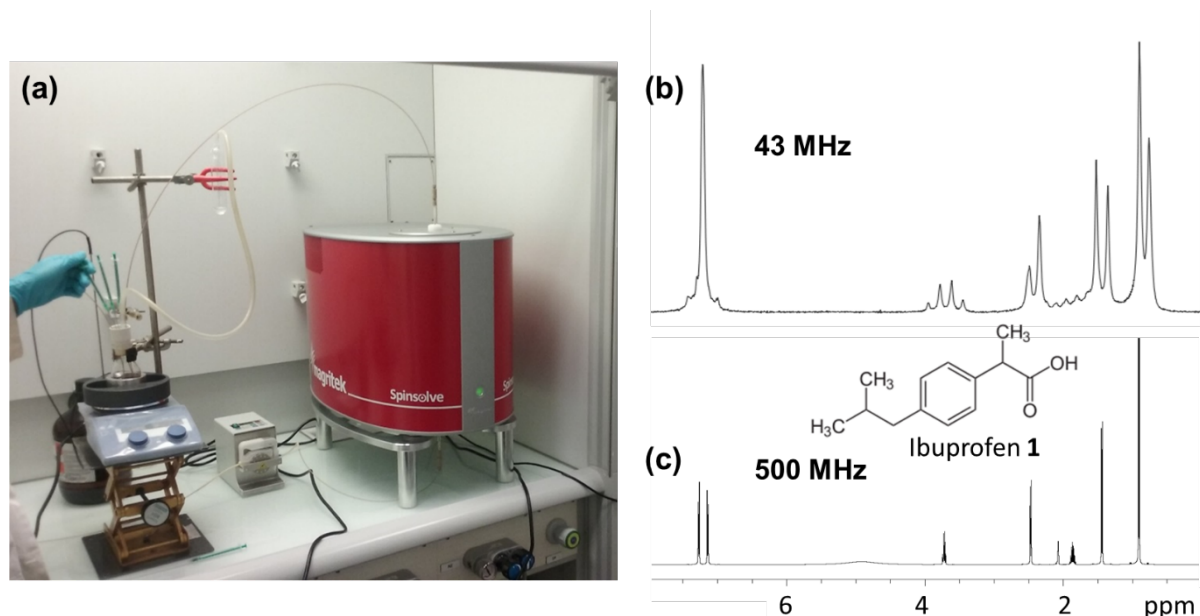 (a)
magritek
Spinsolve
(b)
43 MHz
CH₃
CH₃
OH
H₃C
O
Ibuprofen 1
(c)
500 MHz
6
4
2
ppm